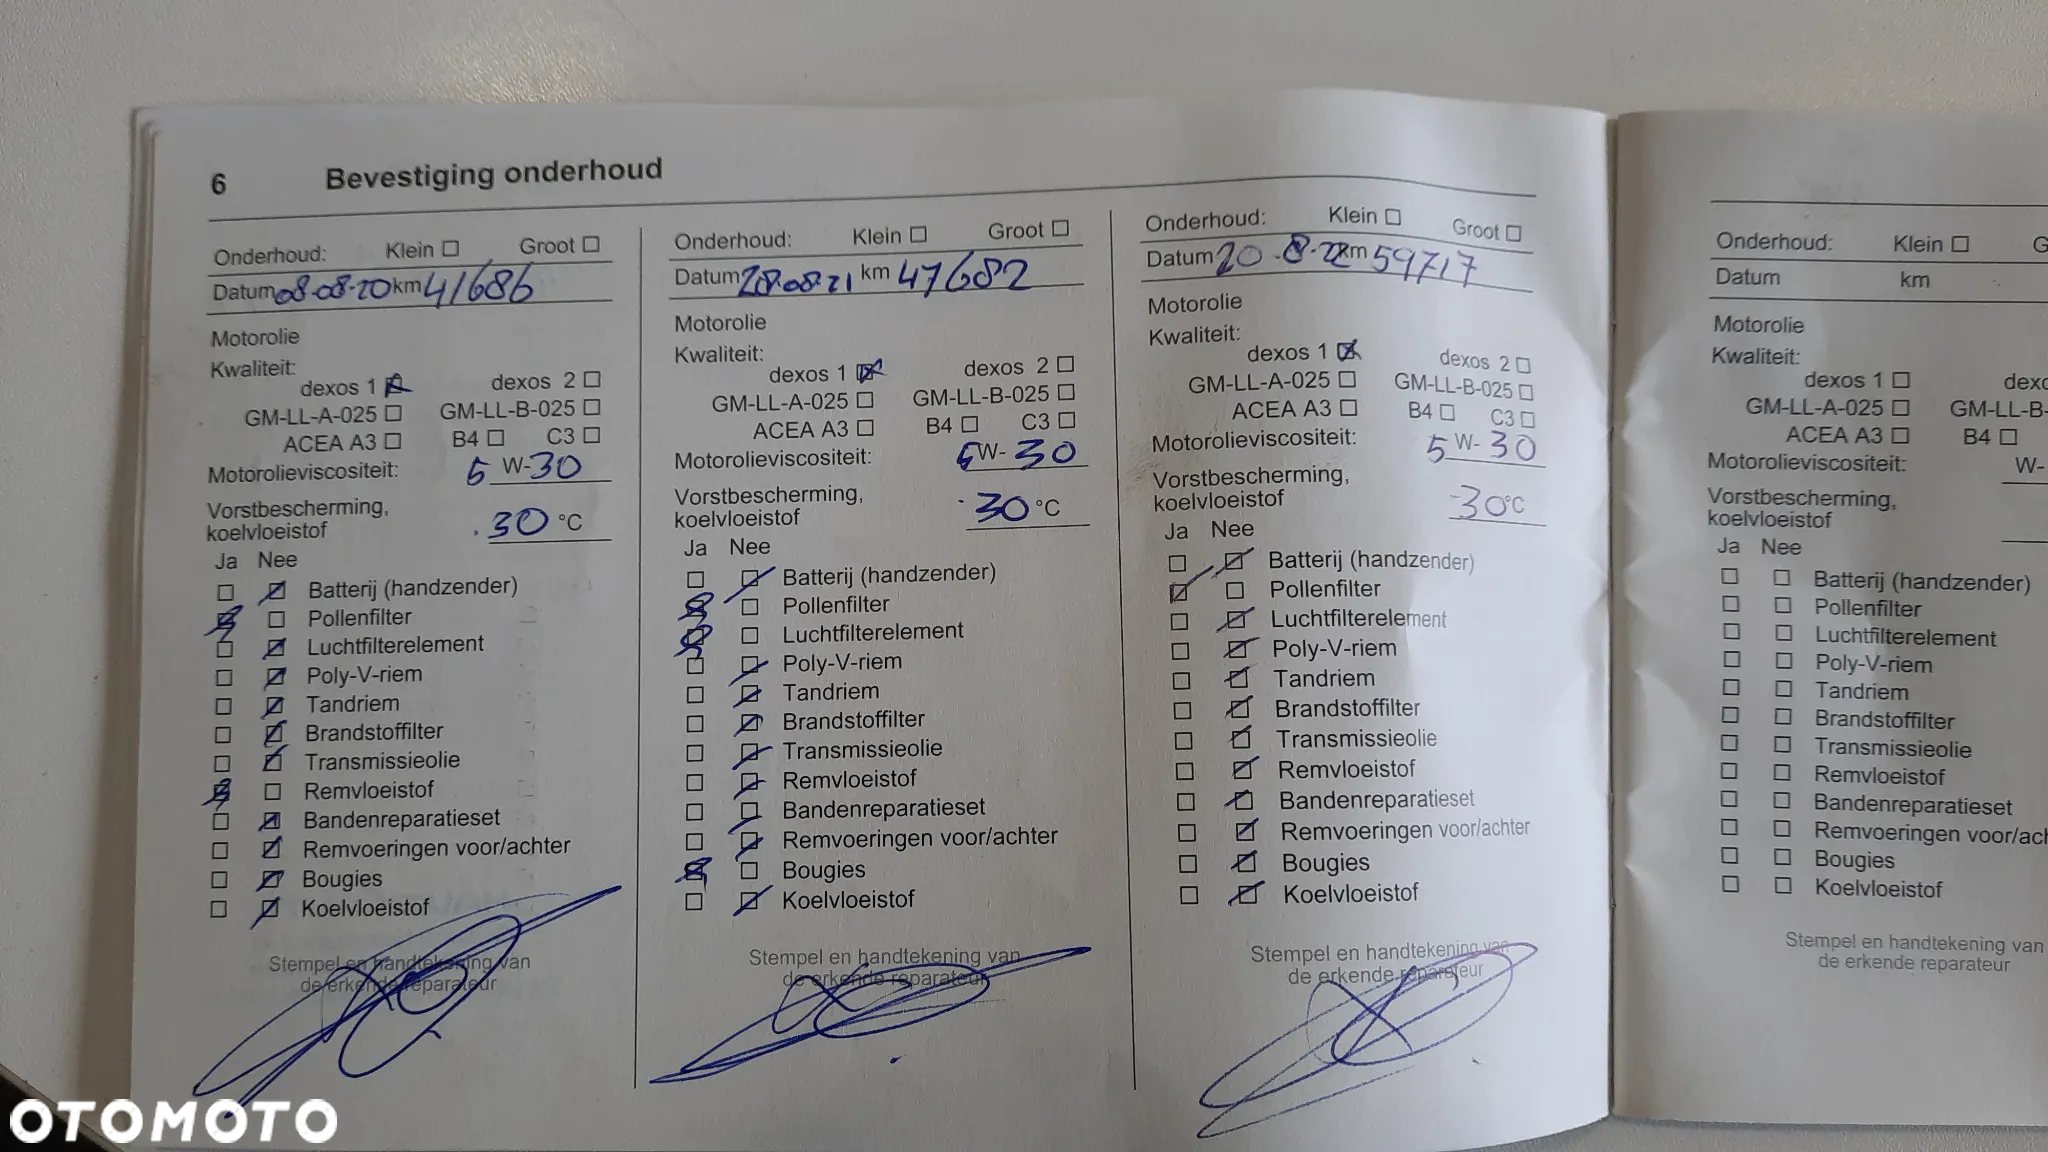 6 Bevestiging onderhoud
Onderhoud: Klein Groot
Datum 08-08-20 km 41686
Motorolie
Kwaliteit:
dexos 1 dexos 2
GM-LL-A-025 GM-LL-B-025
ACEA A3 B4 C3
Motorolieviscositeit: 5 W-30
Vorstbescherming,
koelvloeistof -30 °C
Ja Nee
Batterij (handzender)
Pollenfilter
Luchtfilterelement
Poly-V-riem
Tandriem
Brandstoffilter
Transmissieolie
Remvloeistof
Bandenreparatieset
Remvoeringen voor/achter
Bougies
Koelvloeistof
Stempel en handtekening van
de erkende reparateur
Onderhoud: Klein Groot
Datum 28-08-21 km 47682
Motorolie
Kwaliteit:
dexos 1 dexos 2
GM-LL-A-025 GM-LL-B-025
ACEA A3 B4 C3
Motorolieviscositeit: 5 W-30
Vorstbescherming,
koelvloeistof -30 °C
Ja Nee
Batterij (handzender)
Pollenfilter
Luchtfilterelement
Poly-V-riem
Tandriem
Brandstoffilter
Transmissieolie
Remvloeistof
Bandenreparatieset
Remvoeringen voor/achter
Bougies
Koelvloeistof
Stempel en handtekening van
de erkende reparateur
Onderhoud: Klein Groot
Datum 20-8-22 km 59717
Motorolie
Kwaliteit:
dexos 1 dexos 2
GM-LL-A-025 GM-LL-B-025
ACEA A3 B4 C3
Motorolieviscositeit: 5 W-30
Vorstbescherming,
koelvloeistof -30°C
Ja Nee
Batterij (handzender)
Pollenfilter
Luchtfilterelement
Poly-V-riem
Tandriem
Brandstoffilter
Transmissieolie
Remvloeistof
Bandenreparatieset
Remvoeringen voor/achter
Bougies
Koelvloeistof
Stempel en handtekening van
de erkende reparateur
Onderhoud: Klein G
Datum km
Motorolie
Kwaliteit:
dexos 1 dexo
GM-LL-A-025 GM-LL-B-
ACEA A3 B4
Motorolieviscositeit: W-
Vorstbescherming,
koelvloeistof
Ja Nee
Batterij (handzender)
Pollenfilter
Luchtfilterelement
Poly-V-riem
Tandriem
Brandstoffilter
Transmissieolie
Remvloeistof
Bandenreparatieset
Remvoeringen voor/ach
Bougies
Koelvloeistof
Stempel en handtekening van
de erkende reparateur
OTOMOTO